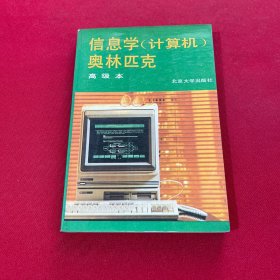 信息学（计算机）
奥林匹克
高级本
北京大学出版社